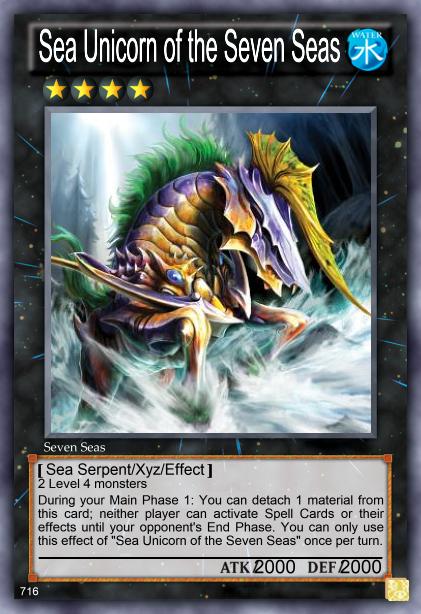 Sea Unicorn of the Seven Seas
WATER
水
Seven Seas
[ Sea Serpent/Xyz/Effect ]
2 Level 4 monsters
During your Main Phase 1: You can detach 1 material from
this card; neither player can activate Spell Cards or their
effects until your opponent's End Phase. You can only use
this effect of "Sea Unicorn of the Seven Seas" once per turn.
ATK/2000 DEF/2000
716